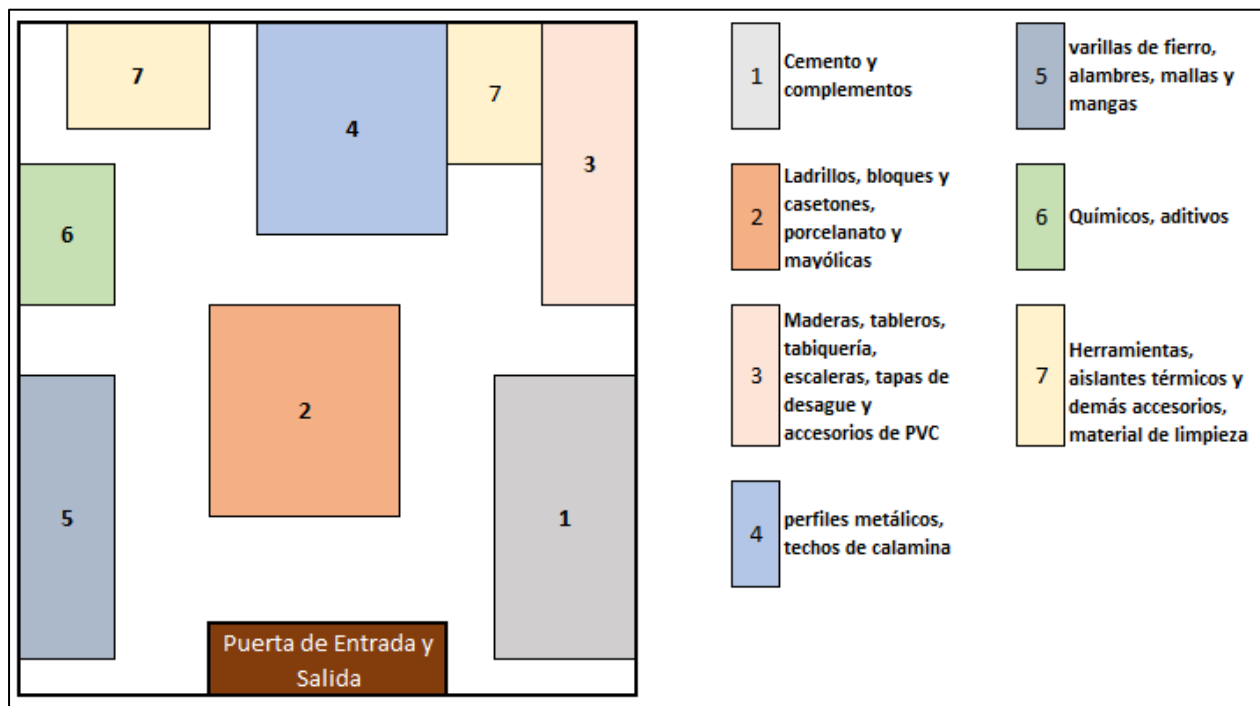 7
4
7
3
6
2
5
1
Puerta de Entrada y
Salida
1
Cemento y
complementos
2
Ladrillos, bloques y
casetones,
porcelanato y
mayólicas
3
Maderas, tableros,
tabiquería,
escaleras, tapas de
desague y
accesorios de PVC
4
perfiles metálicos,
techos de calamina
5
varillas de fierro,
alambres, mallas y
mangas
6
Químicos, aditivos
7
Herramientas,
aislantes térmicos y
demás accesorios,
material de limpieza